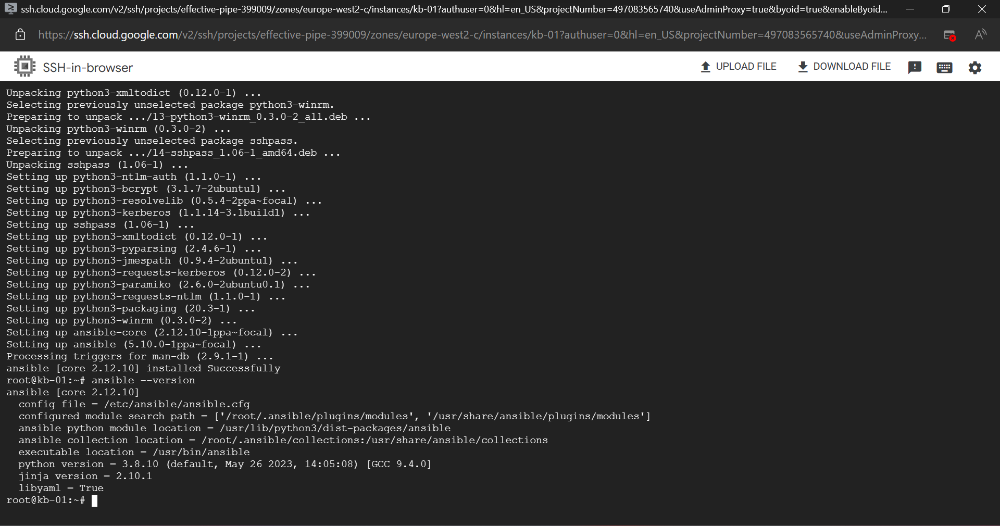 ssh.cloud.google.com/v2/ssh/projects/effective-pipe-399009/zones/europe-west2-c/instances/kb-01?authuser=0&hl=en_US&projectNumber=497083565740&useAdminProxy=true&byoid=true&enableByoid...
https://ssh.cloud.google.com/v2/ssh/projects/effective-pipe-399009/zones/europe-west2-c/instances/kb-01?authuser=0&hl=en_US&projectNumber=497083565740&useAdminProxy...
SSH-in-browser
UPLOAD FILE
DOWNLOAD FILE
Unpacking python3-xmltodict (0.12.0-1) ...
Selecting previously unselected package python3-winrm.
Preparing to unpack .../13-python3-winrm_0.3.0-2_all.deb ...
Unpacking python3-winrm (0.3.0-2) ...
Selecting previously unselected package sshpass.
Preparing to unpack .../14-sshpass_1.06-1_amd64.deb ...
Unpacking sshpass (1.06-1) ...
Setting up python3-ntlm-auth (1.1.0-1) ...
Setting up python3-bcrypt (3.1.7-2ubuntu1) ...
Setting up python3-resolvelib (0.5.4-2ppa~focal) ...
Setting up python3-kerberos (1.1.14-3.1build1) ...
Setting up sshpass (1.06-1) ...
Setting up python3-xmltodict (0.12.0-1) ...
Setting up python3-pyparsing (2.4.6-1) ...
Setting up python3-jmespath (0.9.4-2ubuntu1) ...
Setting up python3-requests-kerberos (0.12.0-2) ...
Setting up python3-paramiko (2.6.0-2ubuntu0.1) ...
Setting up python3-requests-ntlm (1.1.0-1) ...
Setting up python3-packaging (20.3-1) ...
Setting up python3-winrm (0.3.0-2) ...
Setting up ansible-core (2.12.10-1ppa~focal) ...
Setting up ansible (5.10.0-1ppa~focal) ...
Processing triggers for man-db (2.9.1-1) ...
ansible [core 2.12.10] installed Successfully
root@kb-01:~# ansible --version
ansible [core 2.12.10]
  config file = /etc/ansible/ansible.cfg
  configured module search path = ['/root/.ansible/plugins/modules', '/usr/share/ansible/plugins/modules']
  ansible python module location = /usr/lib/python3/dist-packages/ansible
  ansible collection location = /root/.ansible/collections:/usr/share/ansible/collections
  executable location = /usr/bin/ansible
  python version = 3.8.10 (default, May 26 2023, 14:05:08) [GCC 9.4.0]
  jinja version = 2.10.1
  libyaml = True
root@kb-01:~#